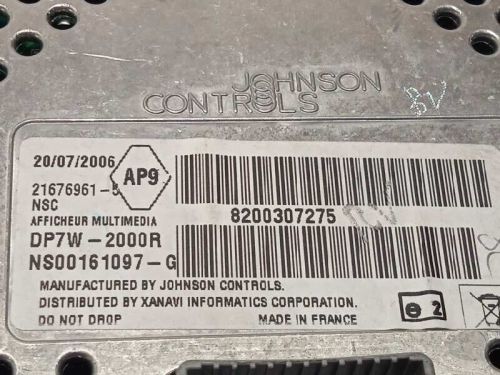 JOHNSON
CONTROLS
BV
20/07/2006
AP9
21676961-
NSC
AFFICHEUR MULTIMEDIA
8200307275
DP7W-2000R
NS00161097-G
MANUFACTURED BY JOHNSON CONTROLS.
DISTRIBUTED BY XANAVI INFORMATICS CORPORATION.
DO NOT DROP
MADE IN FRANCE
e 2